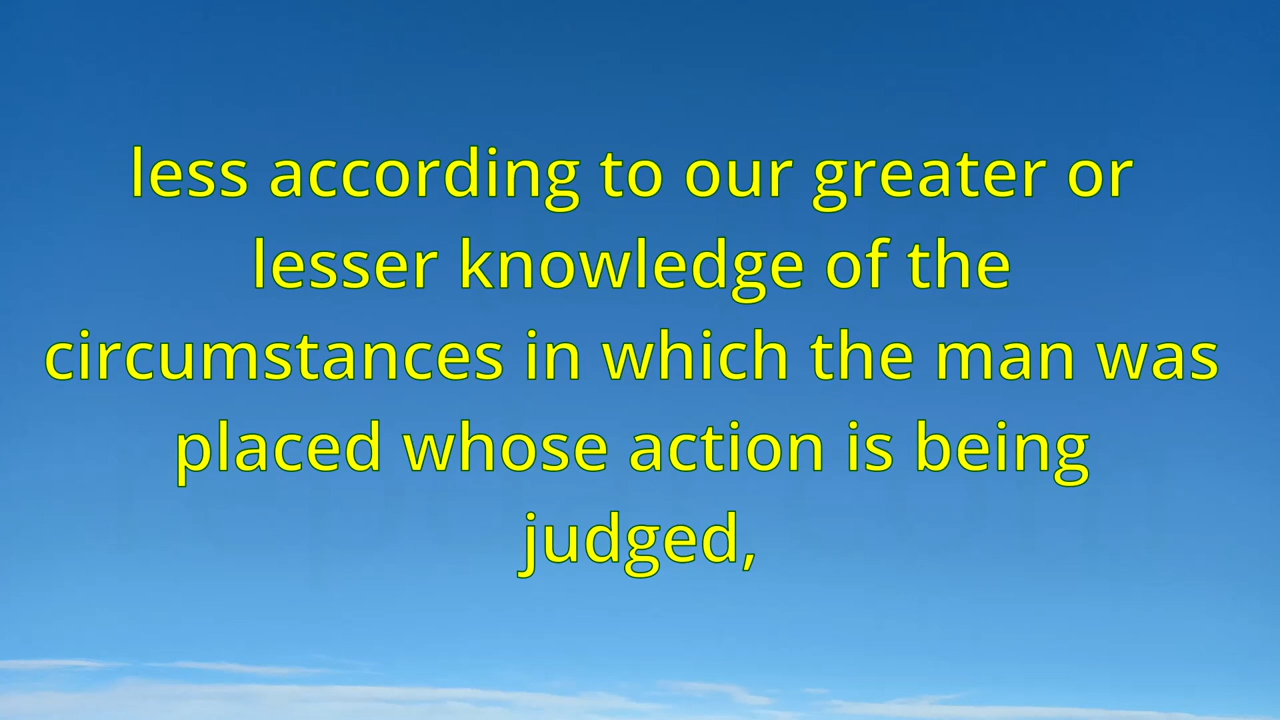 less according to our greater or
lesser knowledge of the
circumstances in which the man was
placed whose action is being
judged,